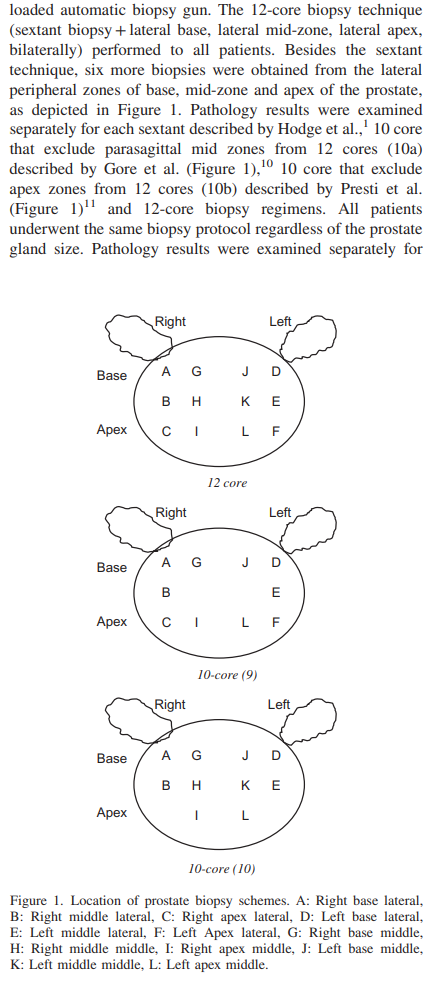 loaded automatic biopsy gun. The 12-core biopsy technique
(sextant biopsy + lateral base, lateral mid-zone, lateral apex,
bilaterally) performed to all patients. Besides the sextant
technique, six more biopsies were obtained from the lateral
peripheral zones of base, mid-zone and apex of the prostate,
as depicted in Figure 1. Pathology results were examined
separately for each sextant described by Hodge et al.,1 10 core
that exclude parasagittal mid zones from 12 cores (10a)
described by Gore et al. (Figure 1),10 10 core that exclude
apex zones from 12 cores (10b) described by Presti et al.
(Figure 1)11 and 12-core biopsy regimens. All patients
underwent the same biopsy protocol regardless of the prostate
gland size. Pathology results were examined separately for
Right Left
Base A G J D
B H K E
Apex C I L F
12 core
Right Left
Base A G J D
B E
Apex C I L F
10-core (9)
Right Left
Base A G J D
B H K E
Apex I L
10-core (10)
Figure 1. Location of prostate biopsy schemes. A: Right base lateral,
B: Right middle lateral, C: Right apex lateral, D: Left base lateral,
E: Left middle lateral, F: Left Apex lateral, G: Right base middle,
H: Right middle middle, I: Right apex middle, J: Left base middle,
K: Left middle middle, L: Left apex middle.